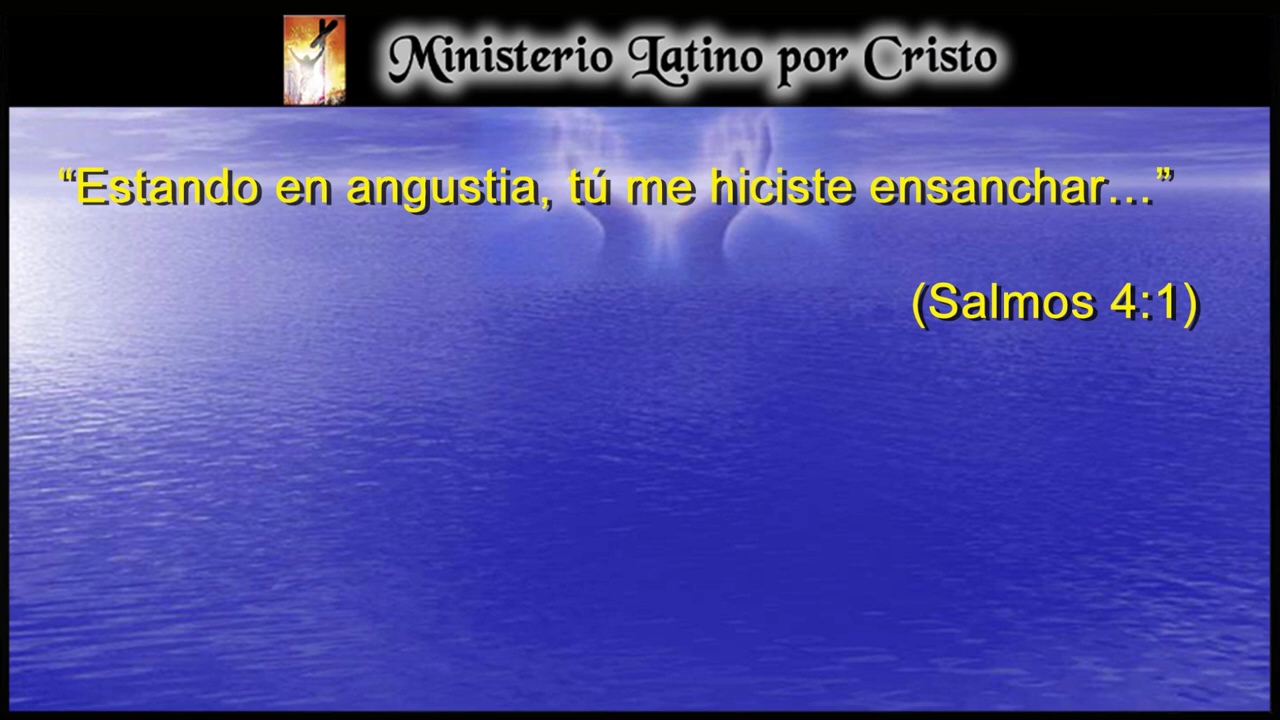 Ministerio Latino por Cristo
“Estando en angustia, tú me hiciste ensanchar...”
(Salmos 4:1)